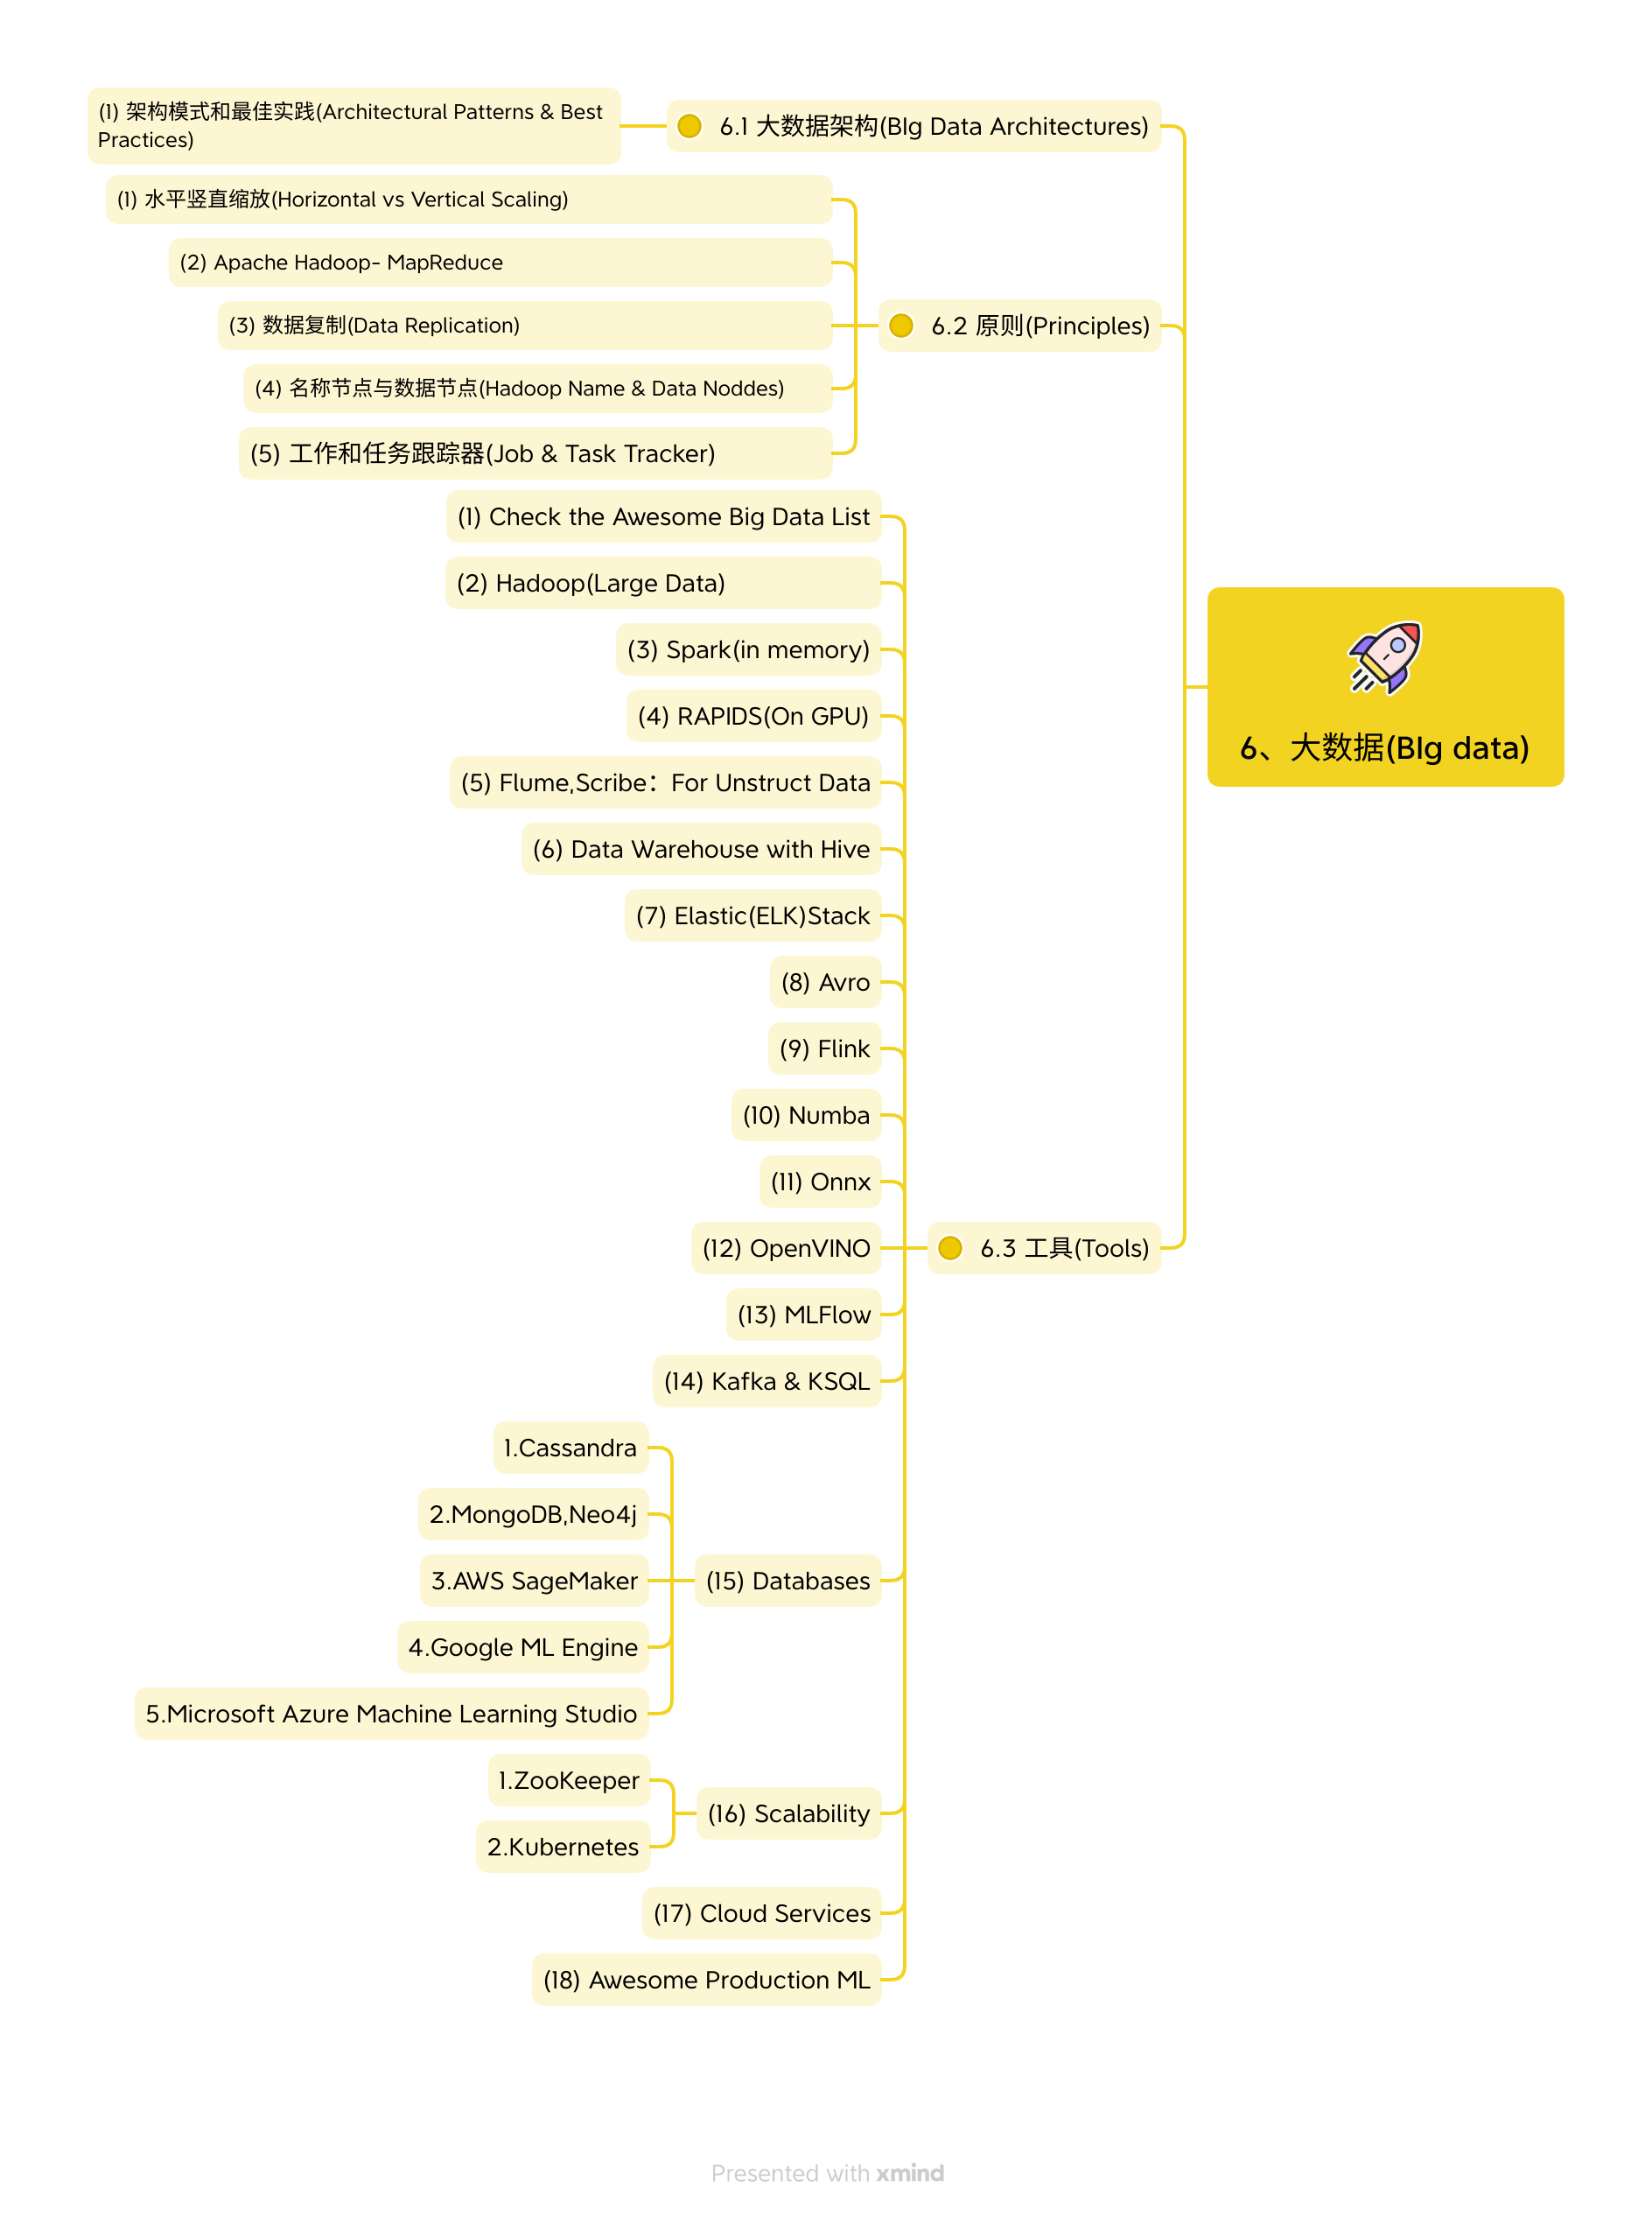 (1) 架构模式和最佳实践(Architectural Patterns & Best
Practices)
6.1 大数据架构(BIg Data Architectures)
(1) 水平竖直缩放(Horizontal vs Vertical Scaling)
(2) Apache Hadoop- MapReduce
(3) 数据复制(Data Replication)
6.2 原则(Principles)
(4) 名称节点与数据节点(Hadoop Name & Data Noddes)
(5) 工作和任务跟踪器(Job & Task Tracker)
(1) Check the Awesome Big Data List
(2) Hadoop(Large Data)
(3) Spark(in memory)
(4) RAPIDS(On GPU)
6、大数据(BIg data)
(5) Flume,Scribe：For Unstruct Data
(6) Data Warehouse with Hive
(7) Elastic(ELK)Stack
(8) Avro
(9) Flink
(10) Numba
(11) Onnx
(12) OpenVINO
6.3 工具(Tools)
(13) MLFlow
(14) Kafka & KSQL
1.Cassandra
2.MongoDB,Neo4j
3.AWS SageMaker
(15) Databases
4.Google ML Engine
5.Microsoft Azure Machine Learning Studio
1.ZooKeeper
(16) Scalability
2.Kubernetes
(17) Cloud Services
(18) Awesome Production ML
Presented with xmind